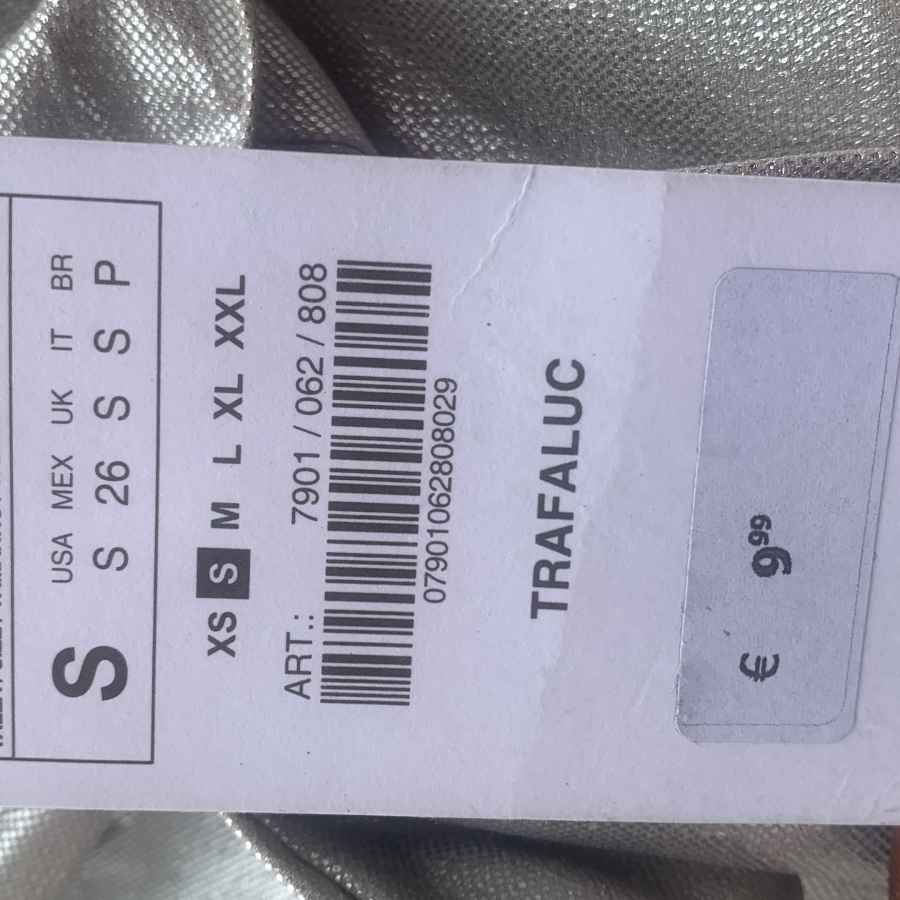 USA MEX UK IT BR
S S 26 S S P
XS S M L XL XXL
ART.: 7901 / 062 / 808
07901062808029
TRAFALUC
€ 9⁹⁹